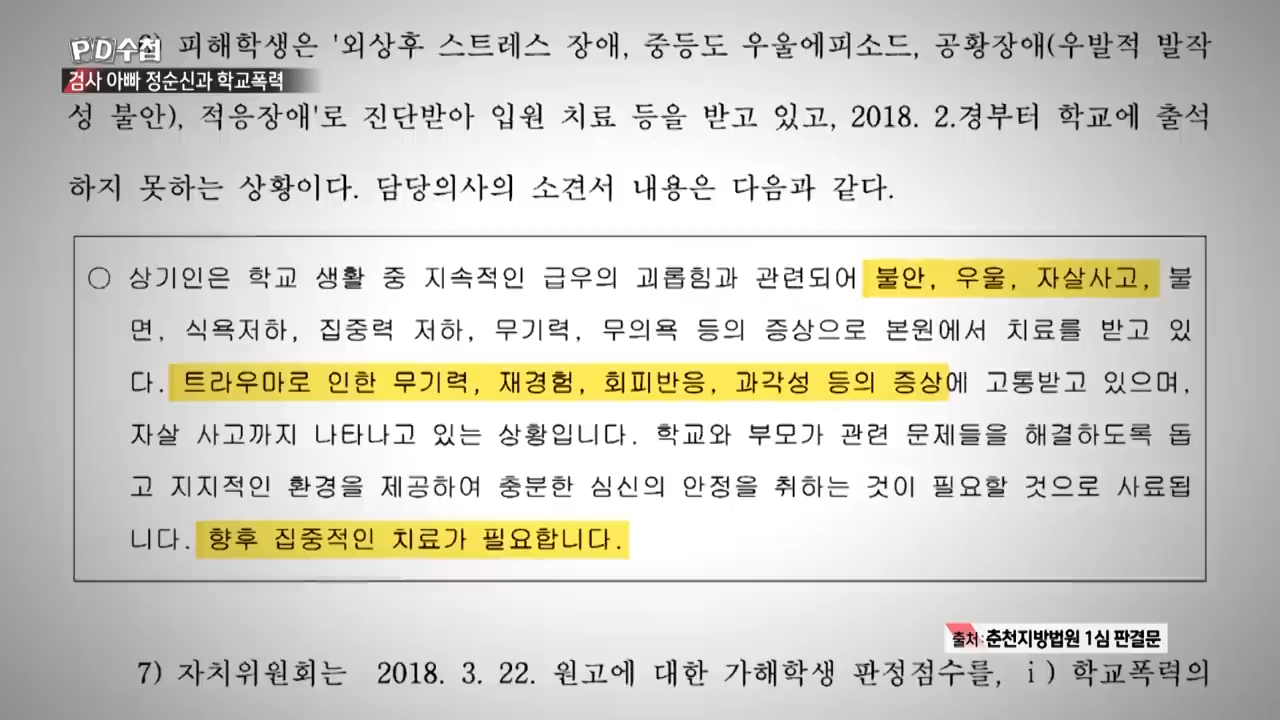 PD수첩
검사 아빠 정순신과 학교폭력
피해학생은 '외상후 스트레스 장애, 중등도 우울에피소드, 공황장애(우발적 발작
성 불안), 적응장애'로 진단받아 입원 치료 등을 받고 있고, 2018. 2.경부터 학교에 출석
하지 못하는 상황이다. 담당의사의 소견서 내용은 다음과 같다.
○ 상기인은 학교 생활 중 지속적인 급우의 괴롭힘과 관련되어 불안, 우울, 자살사고, 불
면, 식욕저하, 집중력 저하, 무기력, 무의욕 등의 증상으로 본원에서 치료를 받고 있
다. 트라우마로 인한 무기력, 재경험, 회피반응, 과각성 등의 증상에 고통받고 있으며,
자살 사고까지 나타나고 있는 상황입니다. 학교와 부모가 관련 문제들을 해결하도록 돕
고 지지적인 환경을 제공하여 충분한 심신의 안정을 취하는 것이 필요할 것으로 사료됩
니다. 향후 집중적인 치료가 필요합니다.
출처: 춘천지방법원 1심 판결문
7) 자치위원회는 2018. 3. 22. 원고에 대한 가해학생 판정점수를, ⅰ) 학교폭력의